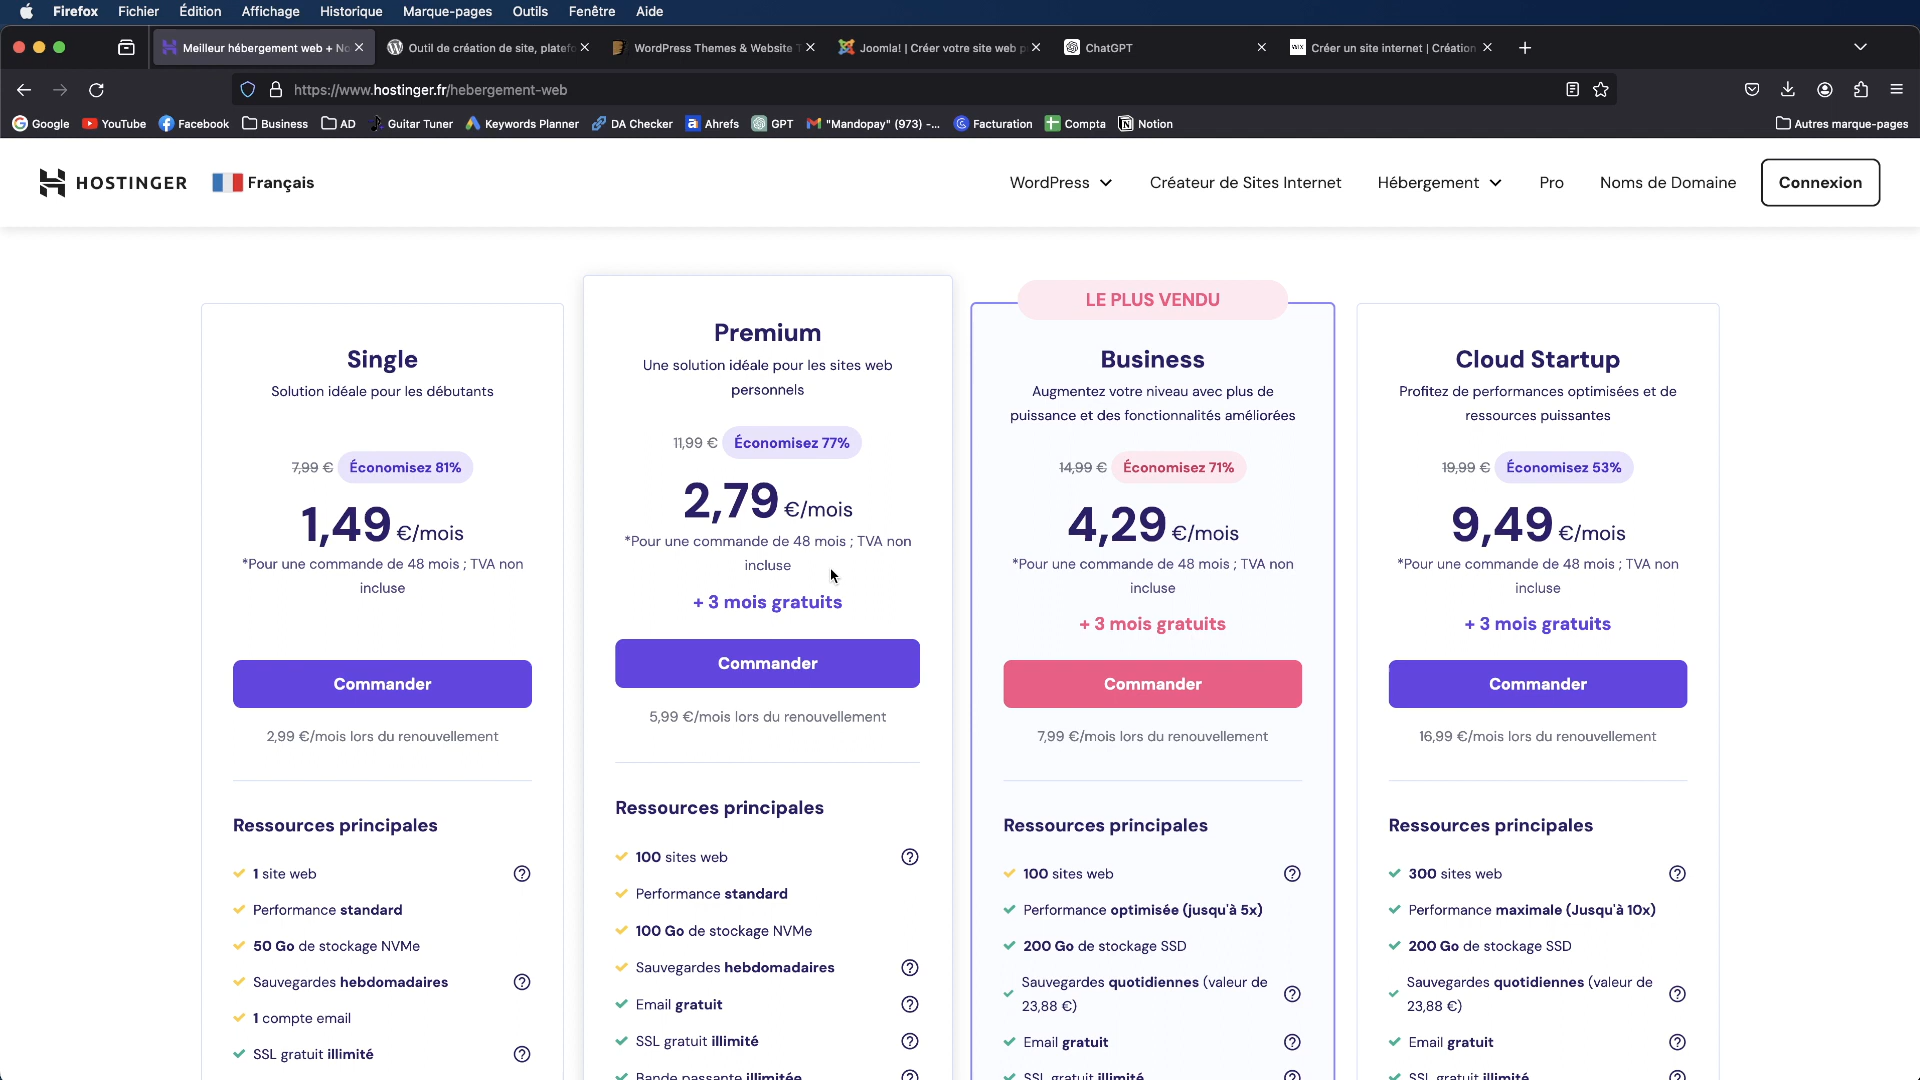 Firefox Fichier Édition Affichage Historique Marque-pages Outils Fenêtre Aide
Meilleur hébergement web + No
Outil de création de site, platefo
WordPress Themes & Website T
Joomla! | Créer votre site web p
ChatGPT
WIX Créer un site internet | Création
https://www.hostinger.fr/hebergement-web
Google YouTube Facebook Business AD Guitar Tuner Keywords Planner DA Checker Ahrefs GPT "Mandopay" (973) -... Facturation Compta Notion Autres marque-pages
HOSTINGER Français WordPress Créateur de Sites Internet Hébergement Pro Noms de Domaine Connexion
Single
Solution idéale pour les débutants
7,99 € Économisez 81%
1,49 €/mois
*Pour une commande de 48 mois ; TVA non
incluse
Commander
2,99 €/mois lors du renouvellement
Ressources principales
1 site web
Performance standard
50 Go de stockage NVMe
Sauvegardes hebdomadaires
1 compte email
SSL gratuit illimité
Premium
Une solution idéale pour les sites web
personnels
11,99 € Économisez 77%
2,79 €/mois
*Pour une commande de 48 mois ; TVA non
incluse
+ 3 mois gratuits
Commander
5,99 €/mois lors du renouvellement
Ressources principales
100 sites web
Performance standard
100 Go de stockage NVMe
Sauvegardes hebdomadaires
Email gratuit
SSL gratuit illimité
Bande passante illimitée
LE PLUS VENDU
Business
Augmentez votre niveau avec plus de
puissance et des fonctionnalités améliorées
14,99 € Économisez 71%
4,29 €/mois
*Pour une commande de 48 mois ; TVA non
incluse
+ 3 mois gratuits
Commander
7,99 €/mois lors du renouvellement
Ressources principales
100 sites web
Performance optimisée (jusqu'à 5x)
200 Go de stockage SSD
Sauvegardes quotidiennes (valeur de
23,88 €)
Email gratuit
SSL gratuit illimité
Cloud Startup
Profitez de performances optimisées et de
ressources puissantes
19,99 € Économisez 53%
9,49 €/mois
*Pour une commande de 48 mois ; TVA non
incluse
+ 3 mois gratuits
Commander
16,99 €/mois lors du renouvellement
Ressources principales
300 sites web
Performance maximale (Jusqu'à 10x)
200 Go de stockage SSD
Sauvegardes quotidiennes (valeur de
23,88 €)
Email gratuit
SSL gratuit illimité